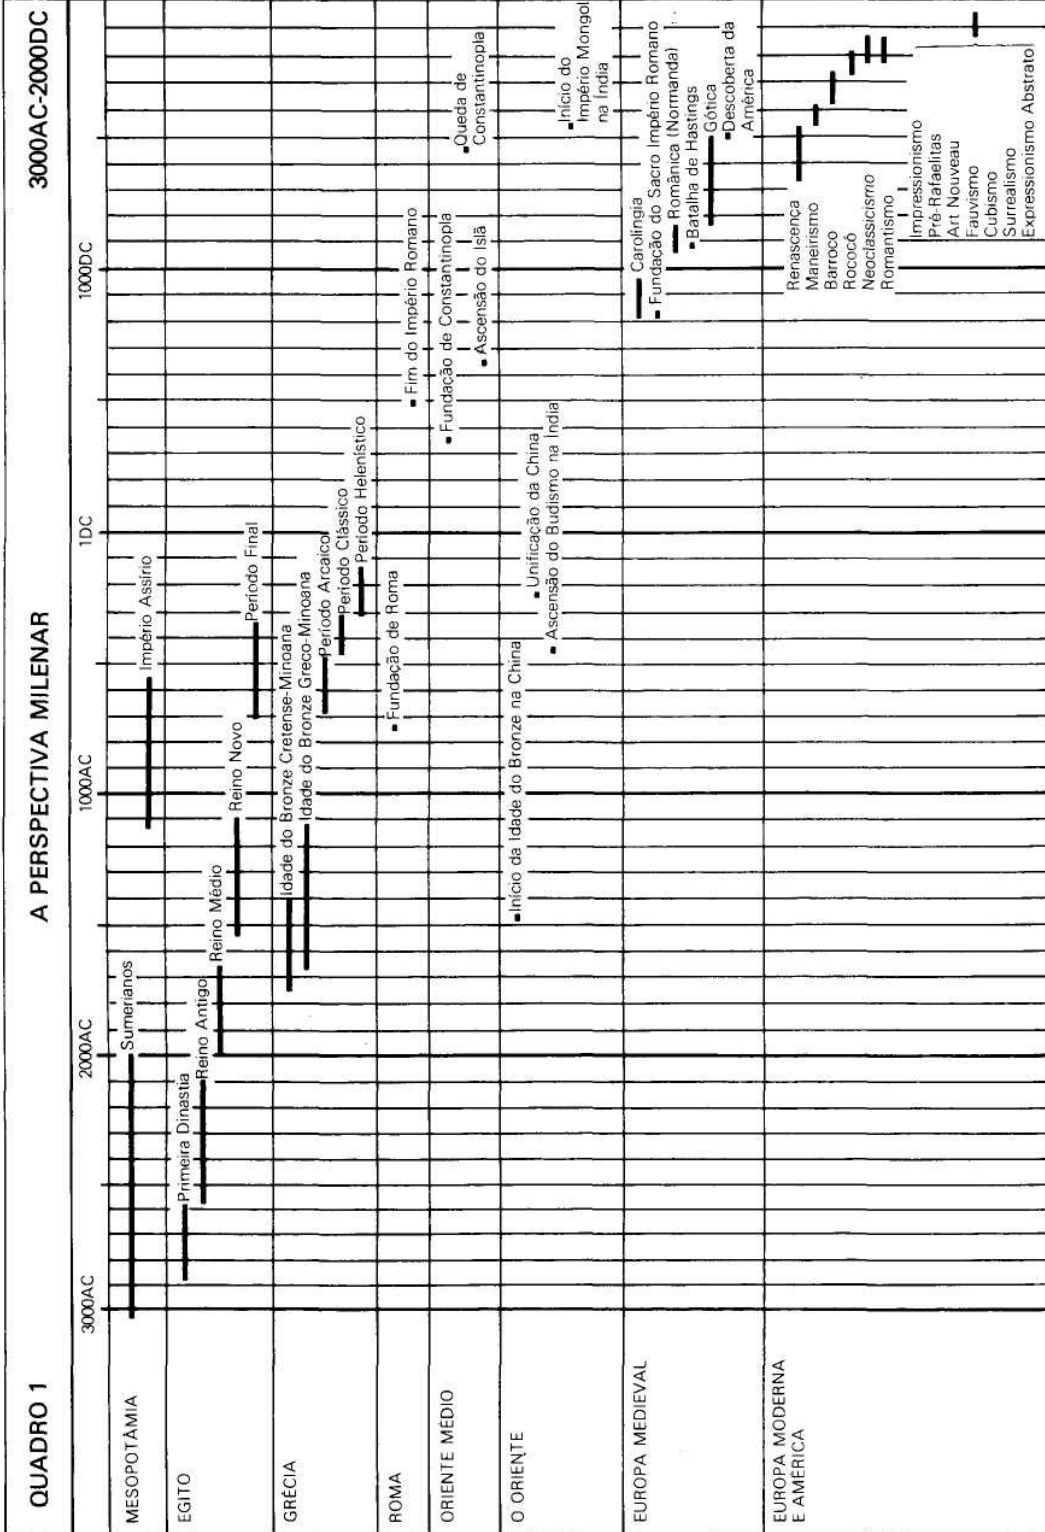 QUADRO 1
A PERSPECTIVA MILENAR
3000AC-2000DC
3000AC
2000AC
1000AC
1DC
1000DC
MESOPOTÂMIA
Sumerianos
Império Assírio
EGITO
Primeira Dinastia
Reino Antigo
Reino Médio
Reino Novo
Período Final
GRÉCIA
Idade do Bronze Cretense-Minoana
Idade do Bronze Greco-Minoana
Período Arcaico
Período Clássico
Período Helenístico
ROMA
Fundação de Roma
Fim do Império Romano
ORIENTE MÉDIO
Fundação de Constantinopla
Queda de
Constantinopla
Ascensão do Islã
O ORIENTE
Início da Idade do Bronze na China
Unificação da China
Ascensão do Budismo na Índia
Início do
Império Mongol
na Índia
EUROPA MEDIEVAL
Carolíngia
Fundação do Sacro Império Romano
Românica (Normanda)
Batalha de Hastings
Gótica
Descoberta da
América
EUROPA MODERNA
E AMÉRICA
Renascença
Maneirismo
Barroco
Rococó
Neoclassicismo
Romantismo
Impressionismo
Pré-Rafaelitas
Art Nouveau
Fauvismo
Cubismo
Surrealismo
Expressionismo Abstrato